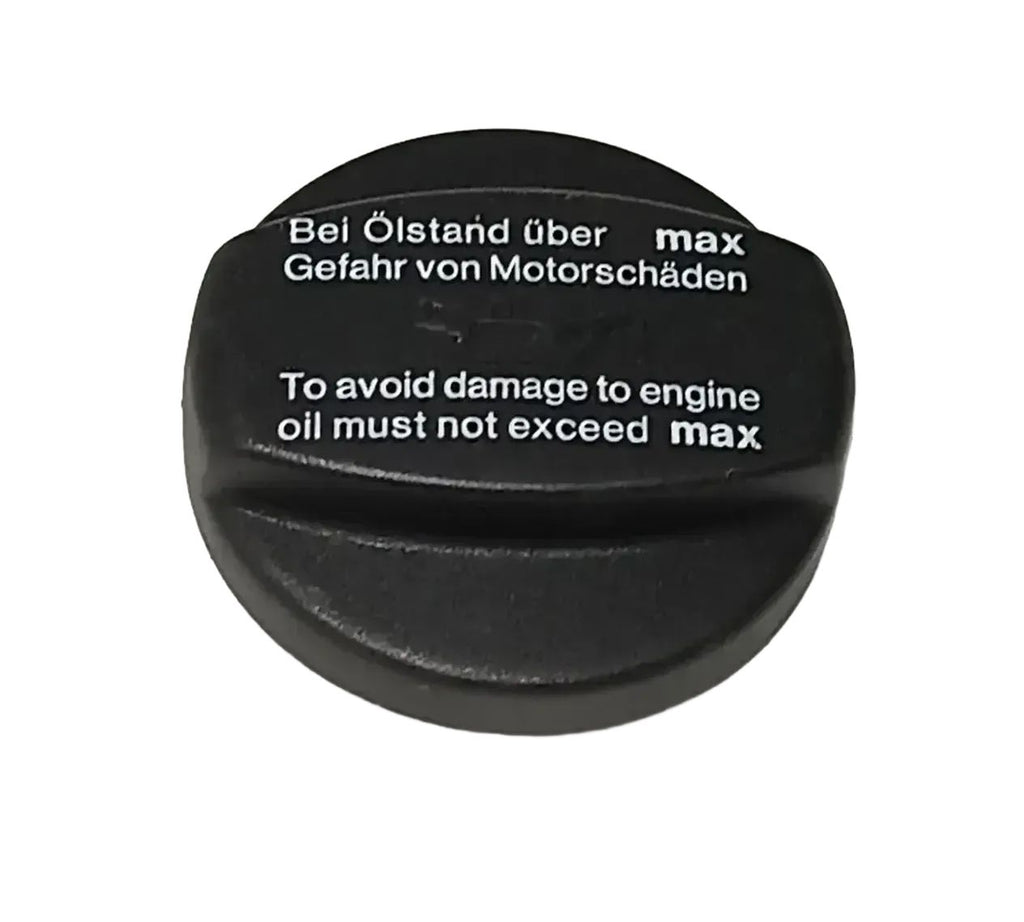 Bei Ölstand über max
Gefahr von Motorschäden
To avoid damage to engine
oil must not exceed max